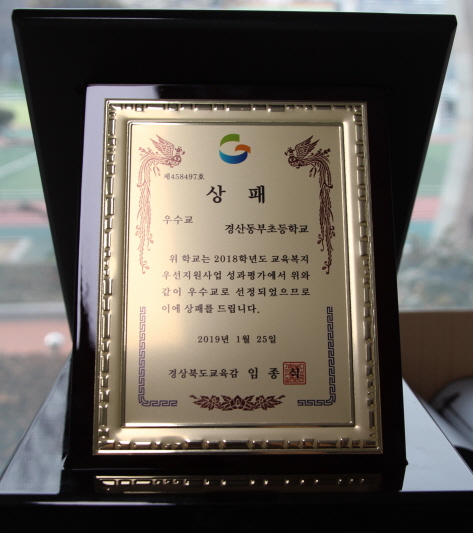 제458497호
상 패
우수교
경산동부초등학교
위 학교는 2018학년도 교육복지
우선지원사업 성과평가에서 위와
같이 우수교로 선정되었으므로
이에 상패를 드립니다.
2019년 1월 25일
경상북도교육감 임 종 식